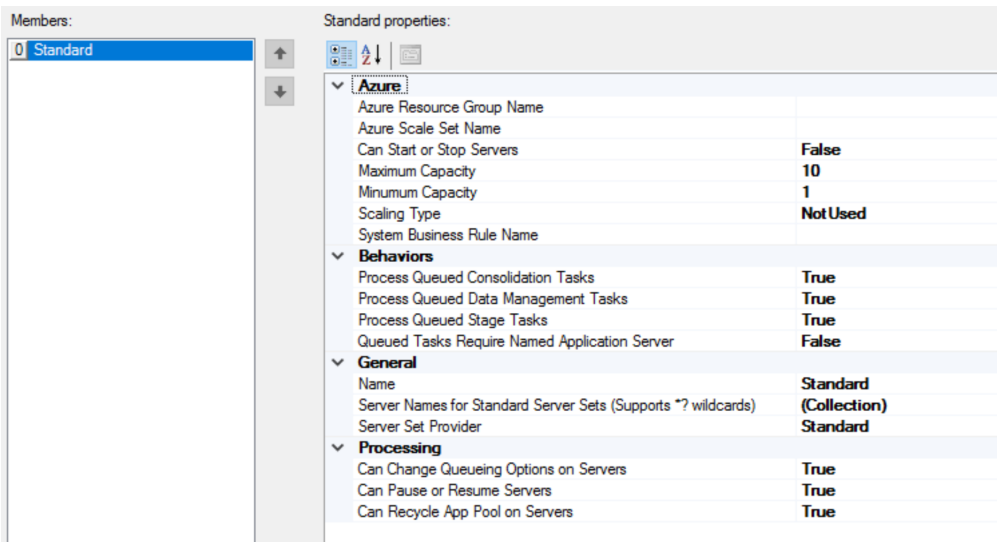 Members:
Standard properties:
0 Standard
Azure
Azure Resource Group Name
Azure Scale Set Name
Can Start or Stop Servers False
Maximum Capacity 10
Minumum Capacity 1
Scaling Type NotUsed
System Business Rule Name
Behaviors
Process Queued Consolidation Tasks True
Process Queued Data Management Tasks True
Process Queued Stage Tasks True
Queued Tasks Require Named Application Server False
General
Name Standard
Server Names for Standard Server Sets (Supports *? wildcards) (Collection)
Server Set Provider Standard
Processing
Can Change Queueing Options on Servers True
Can Pause or Resume Servers True
Can Recycle App Pool on Servers True